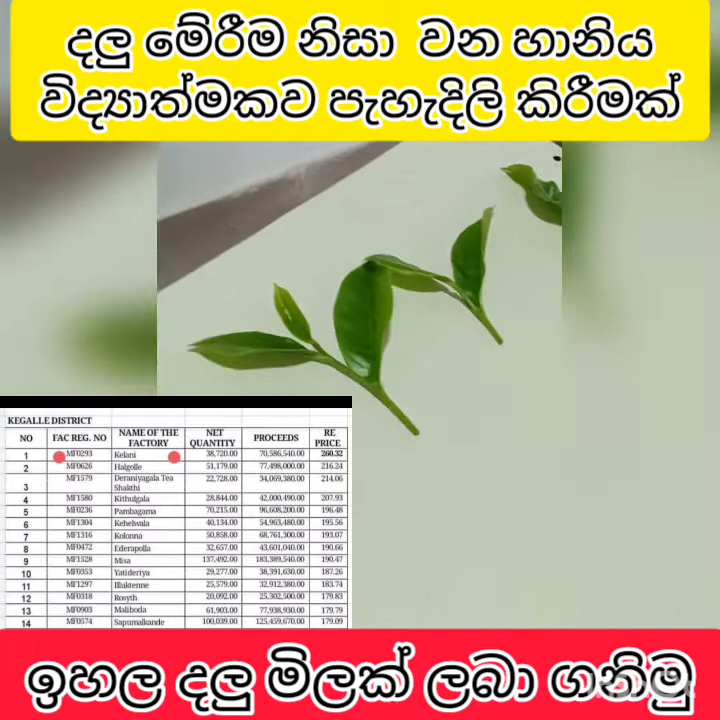 දලු මේරීම නිසා වන හානිය
විද්‍යාත්මකව පැහැදිලි කිරීමක්
KEGALLE DISTRICT
NO FAC REG. NO NAME OF THE FACTORY NET QUANTITY PROCEEDS RE PRICE
1 MF0293 Kelani 38,720.00 70,586,540.00 260.32
2 MF0626 Halgolle 51,179.00 77,498,000.00 216.24
3 MF1579 Deraniyagala Tea Shakthi 22,728.00 34,069,380.00 214.06
4 MF1580 Kithulgala 28,844.00 42,000,490.00 207.93
5 MF0236 Pambagama 70,215.00 96,608,200.00 196.48
6 MF1304 Kehelwala 40,134.00 54,963,480.00 195.56
7 MF1316 Kolonna 50,858.00 68,761,300.00 193.07
8 MF0472 Ederapolla 32,657.00 43,601,040.00 190.66
9 MF1528 Misa 137,492.00 183,389,540.00 190.47
10 MF0353 Yatideriya 29,277.00 38,391,630.00 187.26
11 MF1297 Illuktenne 25,579.00 32,912,380.00 183.74
12 MF0318 Rosyth 20,092.00 25,302,500.00 179.83
13 MF0903 Maliboda 61,903.00 77,938,930.00 179.79
14 MF0574 Sapumalkande 100,039.00 125,459,670.00 179.09
ඉහල දලු මිලක් ලබා ගනිමු